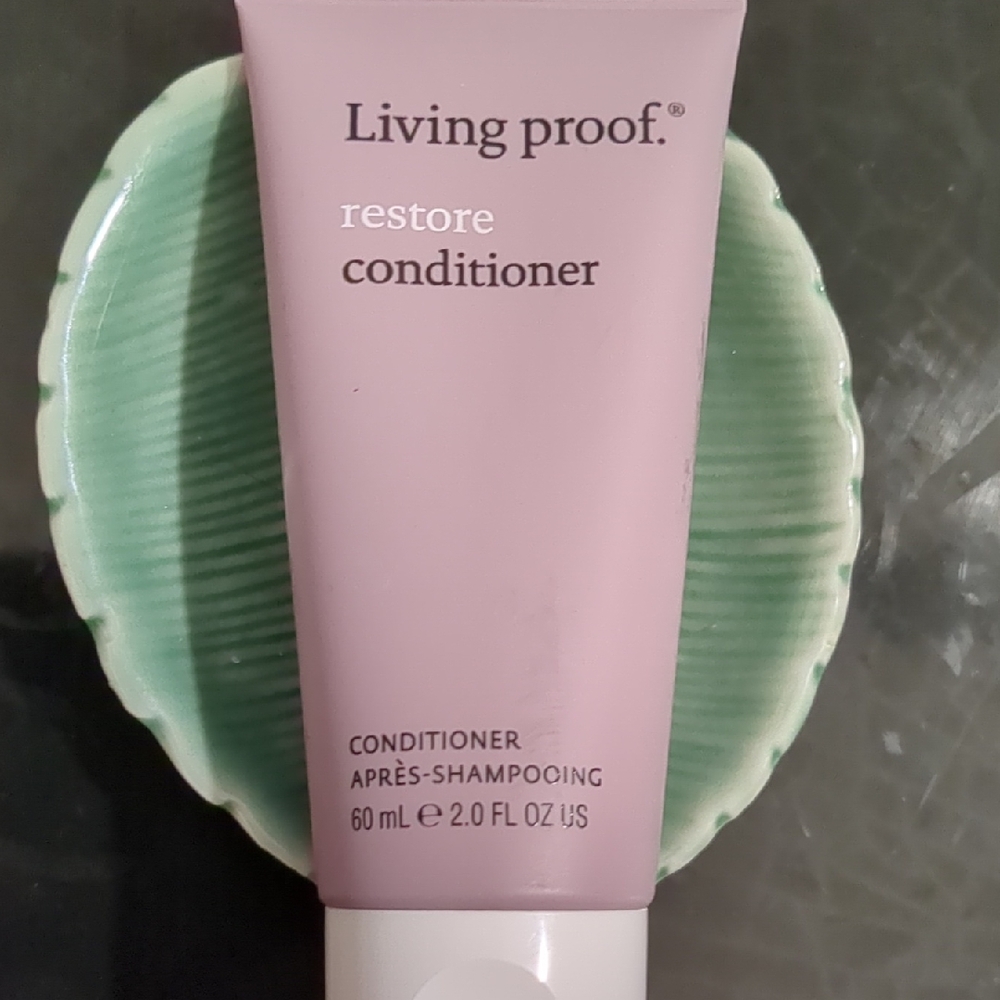 Living proof.®
restore
conditioner
CONDITIONER
APRÈS-SHAMPOOING
60 mL ℮ 2.0 FL OZ US